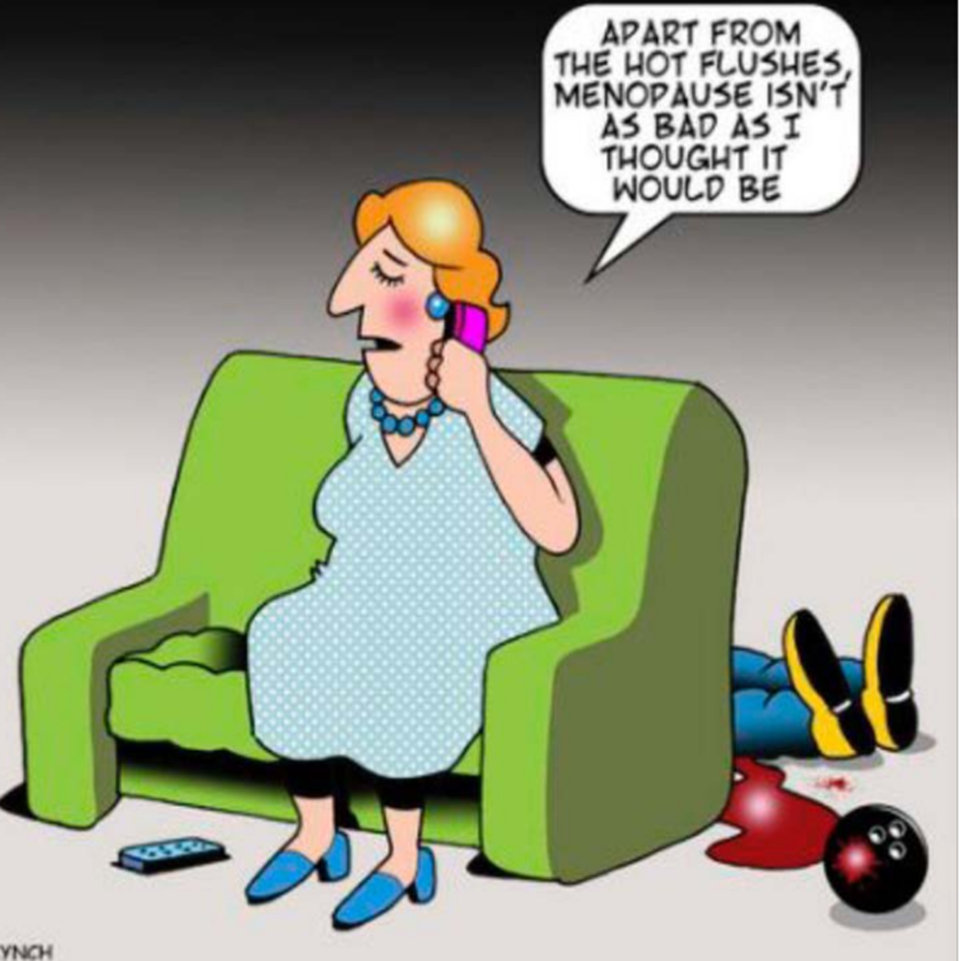 APART FROM
THE HOT FLUSHES,
MENOPAUSE ISN'T
AS BAD AS I
THOUGHT IT
WOULD BE
YNCH